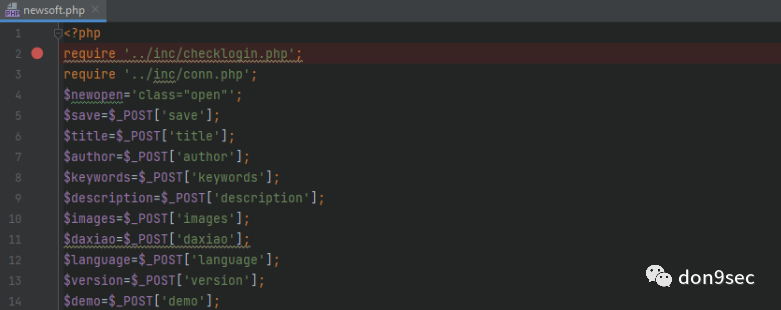 newsoft.php
1 <?php
2 require '../inc/checklogin.php';
3 require '../inc/conn.php';
4 $newopen='class="open"';
5 $save=$_POST['save'];
6 $title=$_POST['title'];
7 $author=$_POST['author'];
8 $keywords=$_POST['keywords'];
9 $description=$_POST['description'];
10 $images=$_POST['images'];
11 $daxiao=$_POST['daxiao'];
12 $language=$_POST['language'];
13 $version=$_POST['version'];
14 $demo=$_POST['demo'];
don9sec